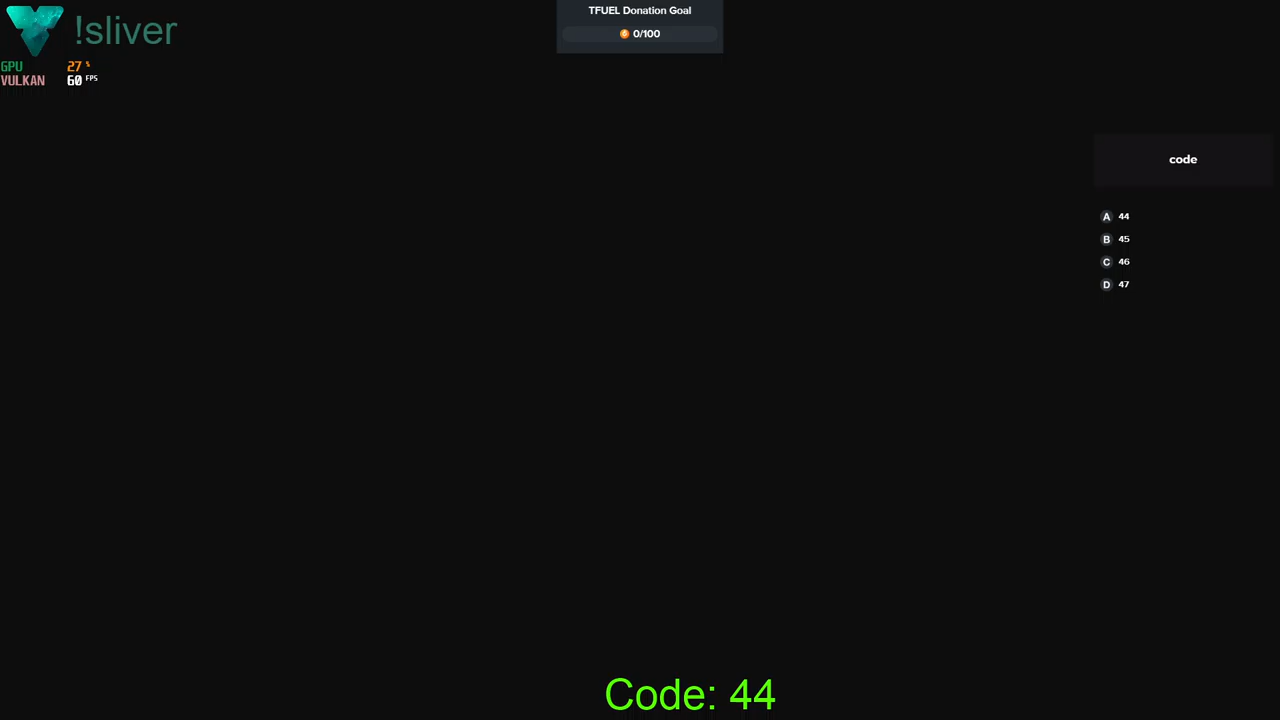 !sliver
TFUEL Donation Goal
0/100
GPU 27 %
VULKAN 60 FPS
code
A 44
B 45
C 46
D 47
Code: 44